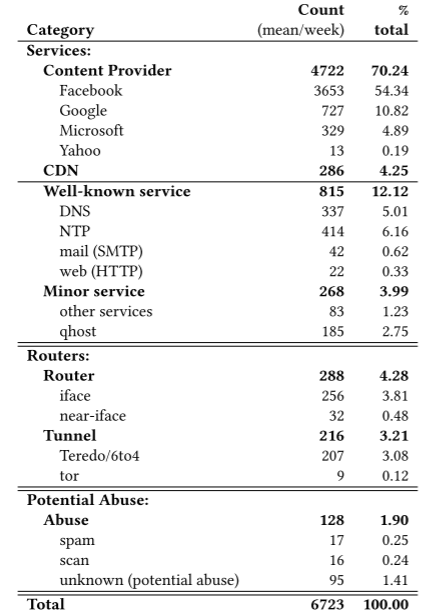 Count %
Category (mean/week) total
Services:
Content Provider 4722 70.24
Facebook 3653 54.34
Google 727 10.82
Microsoft 329 4.89
Yahoo 13 0.19
CDN 286 4.25
Well-known service 815 12.12
DNS 337 5.01
NTP 414 6.16
mail (SMTP) 42 0.62
web (HTTP) 22 0.33
Minor service 268 3.99
other services 83 1.23
qhost 185 2.75
Routers:
Router 288 4.28
iface 256 3.81
near-iface 32 0.48
Tunnel 216 3.21
Teredo/6to4 207 3.08
tor 9 0.12
Potential Abuse:
Abuse 128 1.90
spam 17 0.25
scan 16 0.24
unknown (potential abuse) 95 1.41
Total 6723 100.00